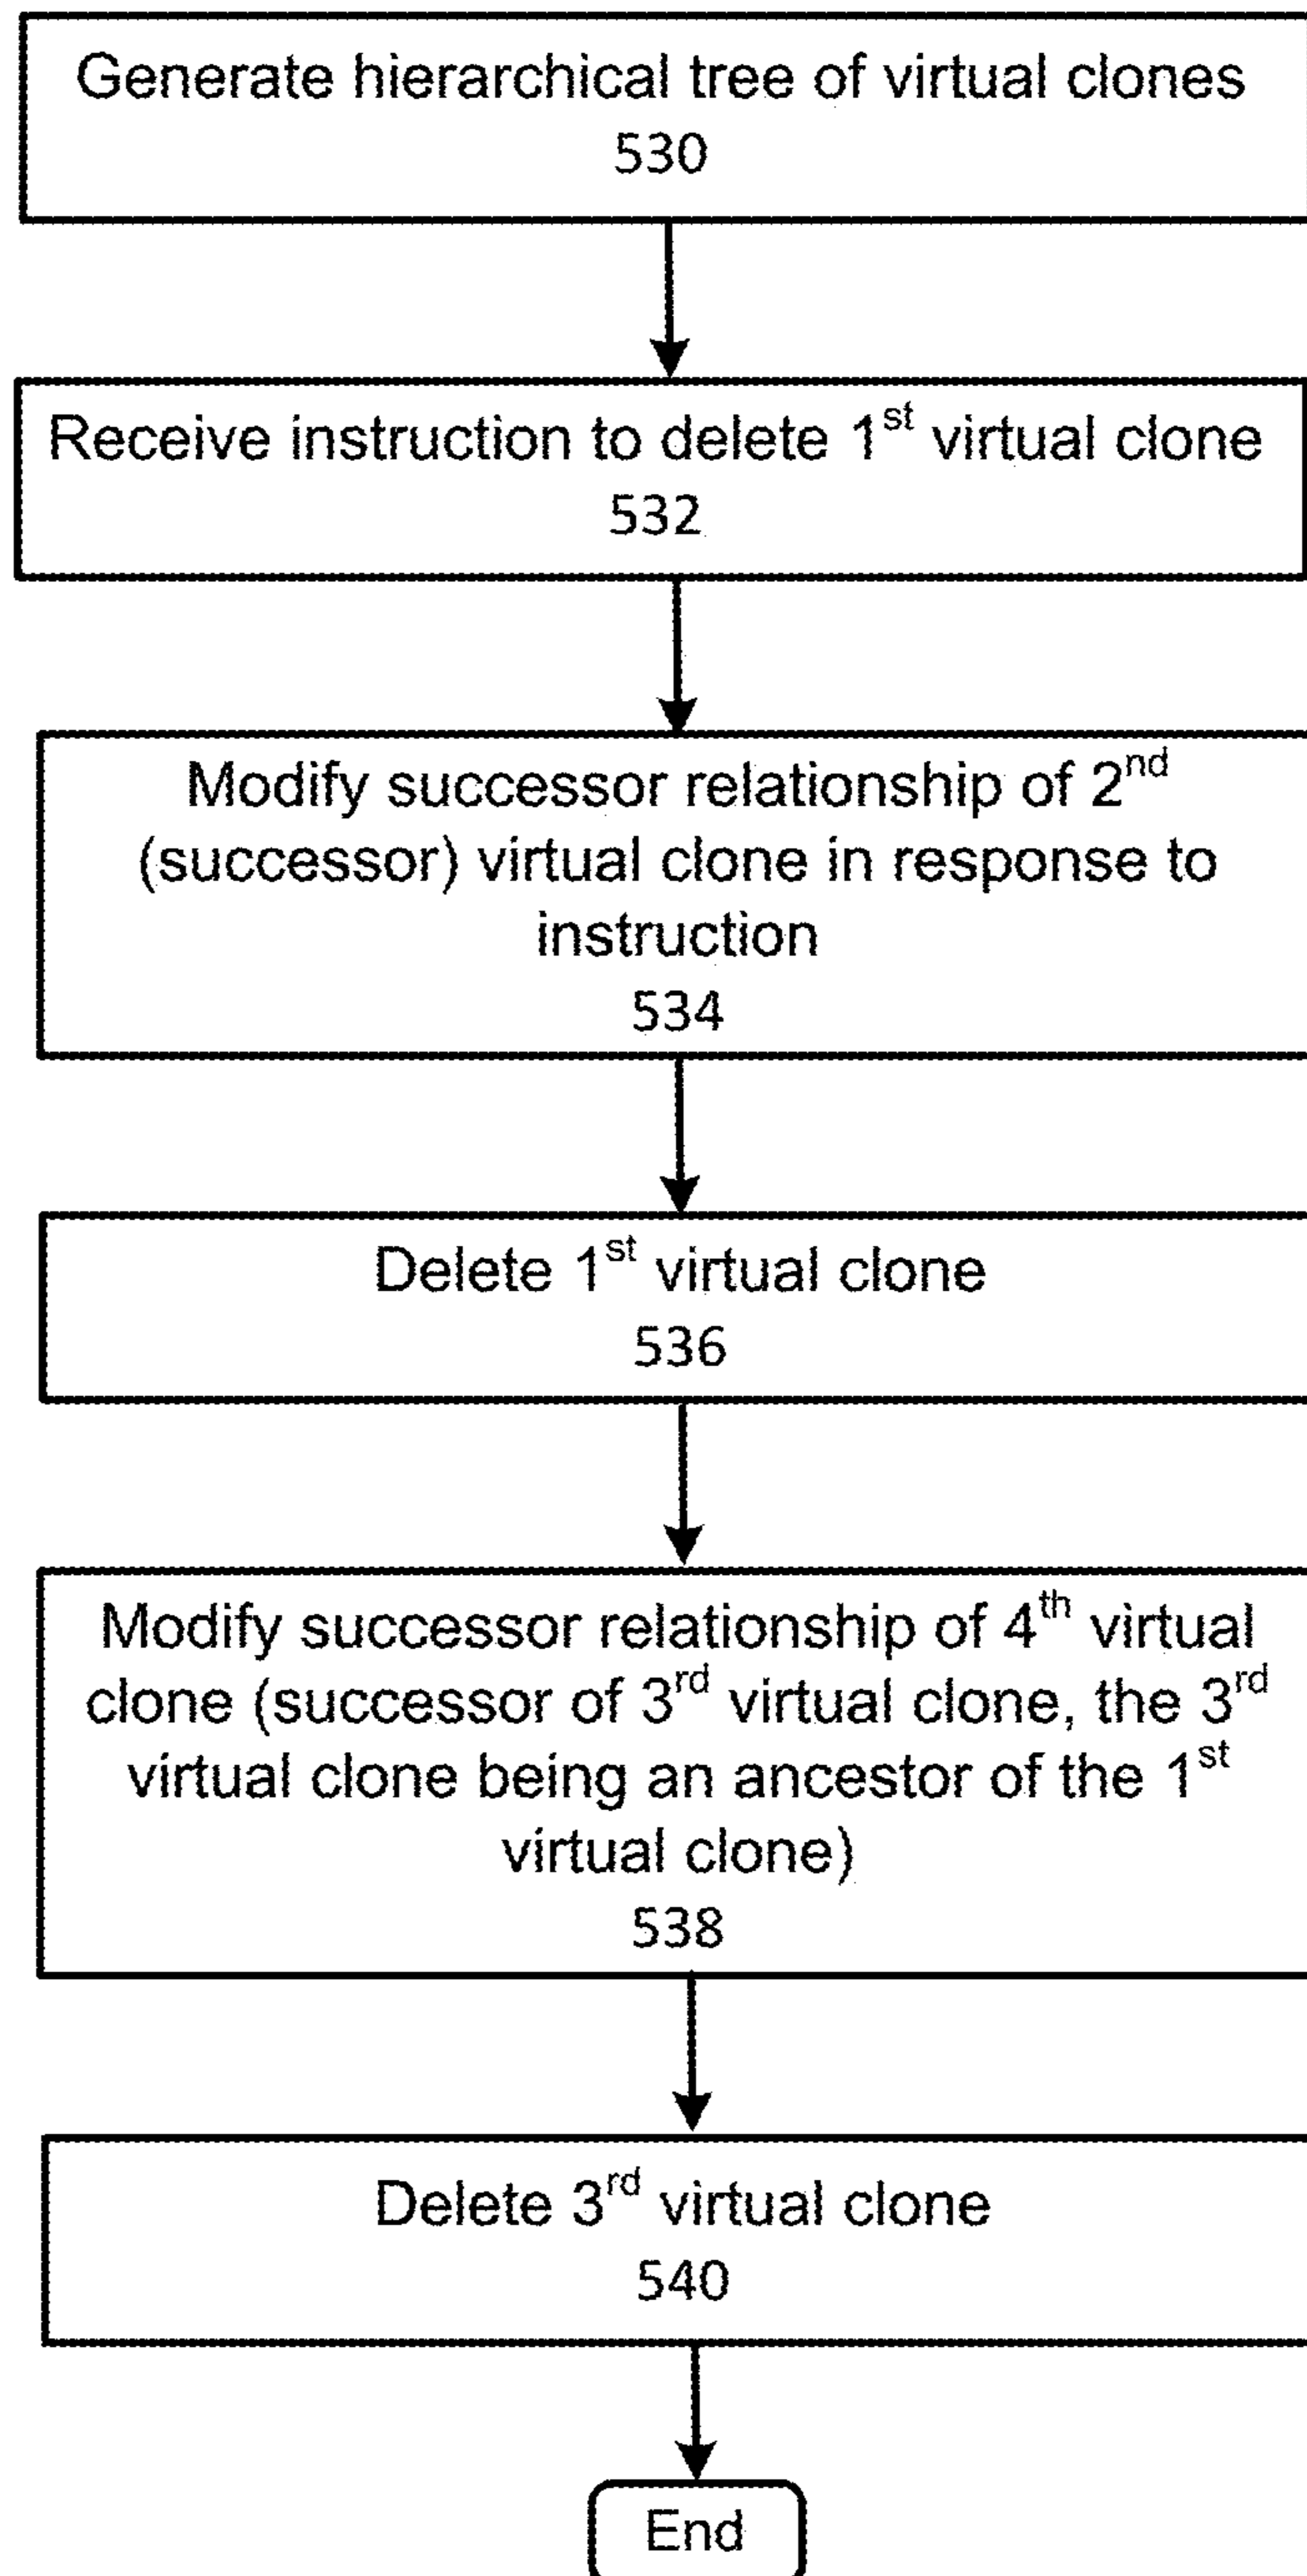 Generate hierarchical tree of virtual clones
530
Receive instruction to delete 1st virtual clone
532
Modify successor relationship of 2nd
(successor) virtual clone in response to
instruction
534
Delete 1st virtual clone
536
Modify successor relationship of 4th virtual
clone (successor of 3rd virtual clone, the 3rd
virtual clone being an ancestor of the 1st
virtual clone)
538
Delete 3rd virtual clone
540
End